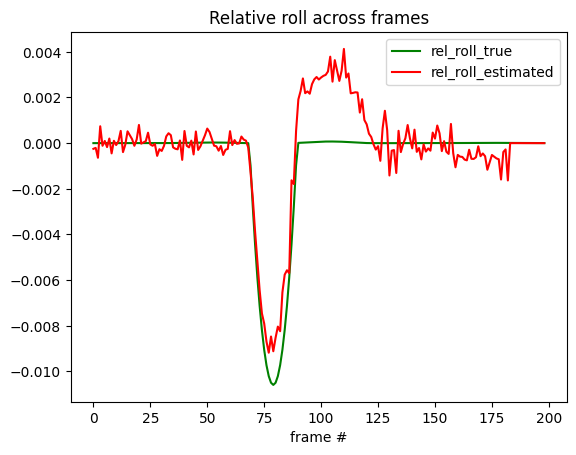 Relative roll across frames
rel_roll_true
rel_roll_estimated
0.004
0.002
0.000
−0.002
−0.004
−0.006
−0.008
−0.010
0 25 50 75 100 125 150 175 200
frame #